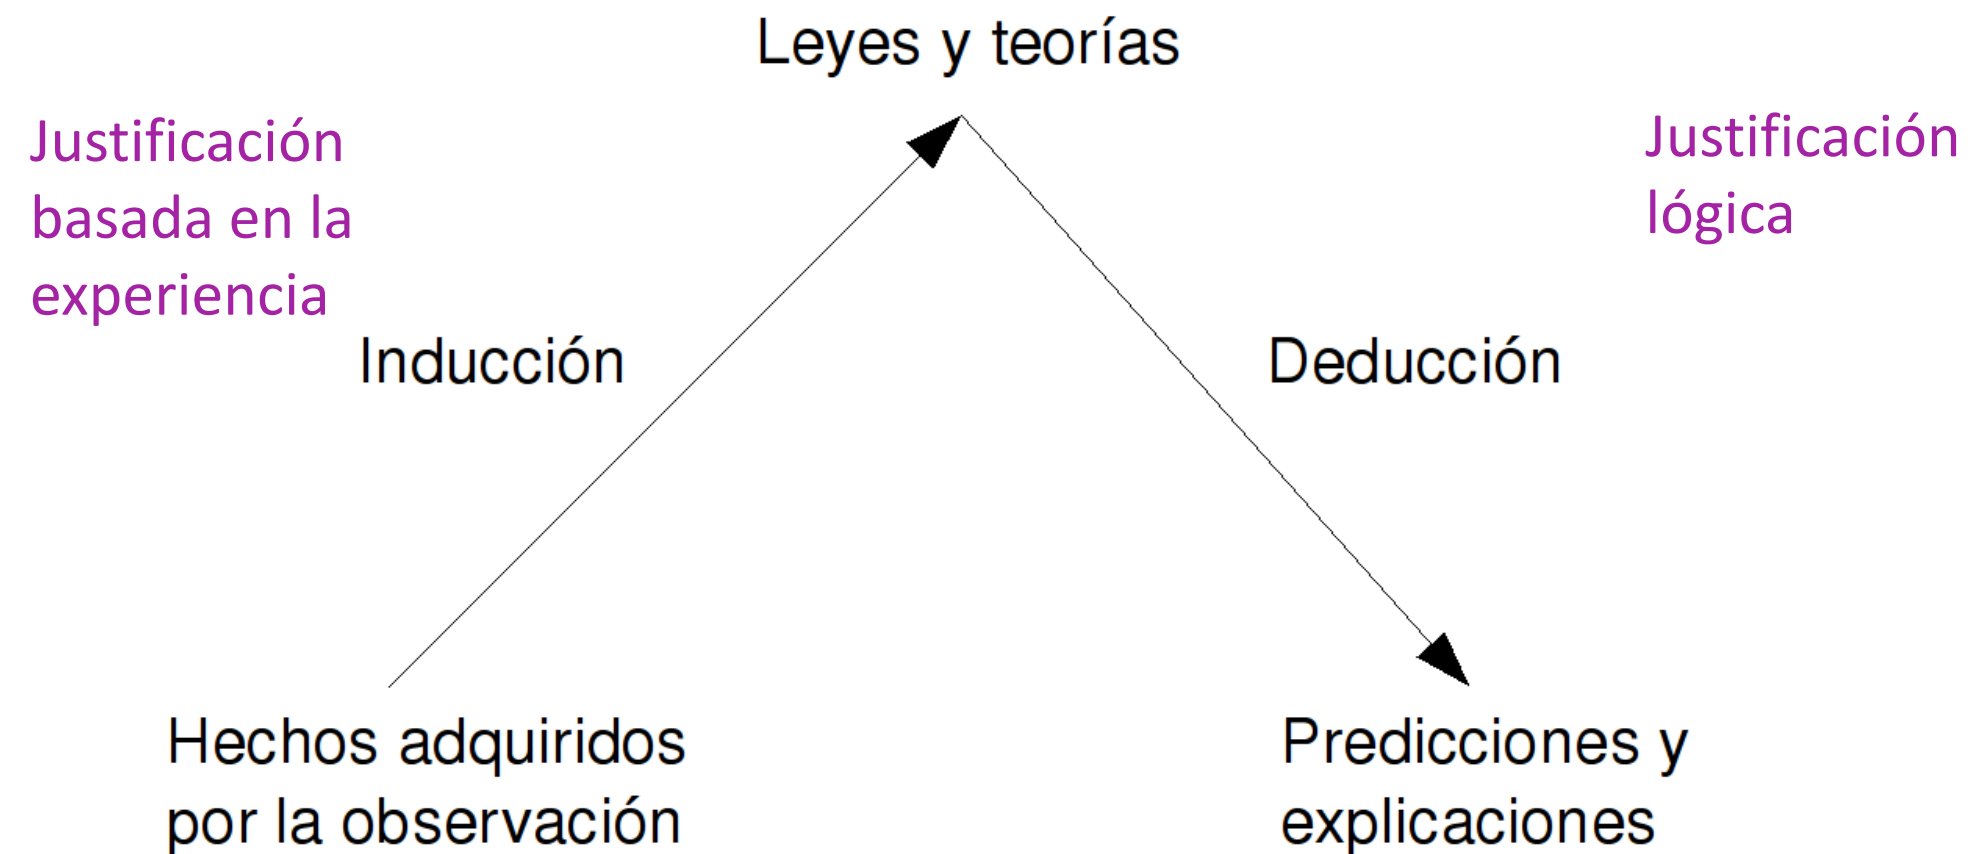 Leyes y teorías
Justificación
basada en la
experiencia
Justificación
lógica
Inducción
Deducción
Hechos adquiridos
por la observación
Predicciones y
explicaciones